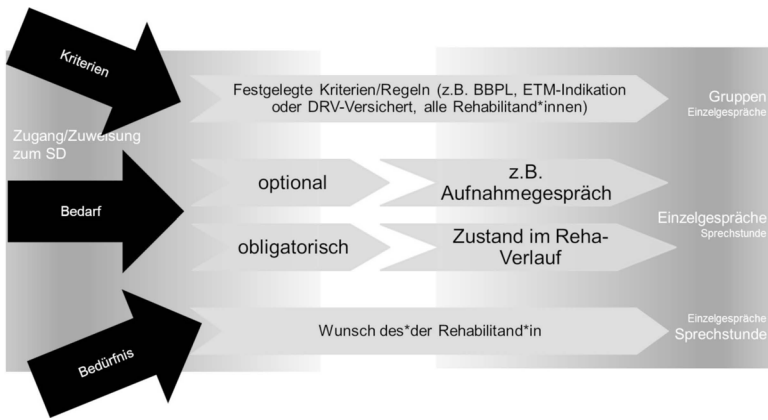 Kriterien
Festgelegte Kriterien/Regeln (z.B. BBPL, ETM-Indikation
oder DRV-Versichert, alle Rehabilitand*innen)
Gruppen
Einzelgespräche
Zugang/Zuweisung
zum SD
Bedarf
optional
z.B.
Aufnahmegespräch
obligatorisch
Zustand im Reha-
Verlauf
Einzelgespräche
Sprechstunde
Bedürfnis
Wunsch des*der Rehabilitand*in
Einzelgespräche
Sprechstunde